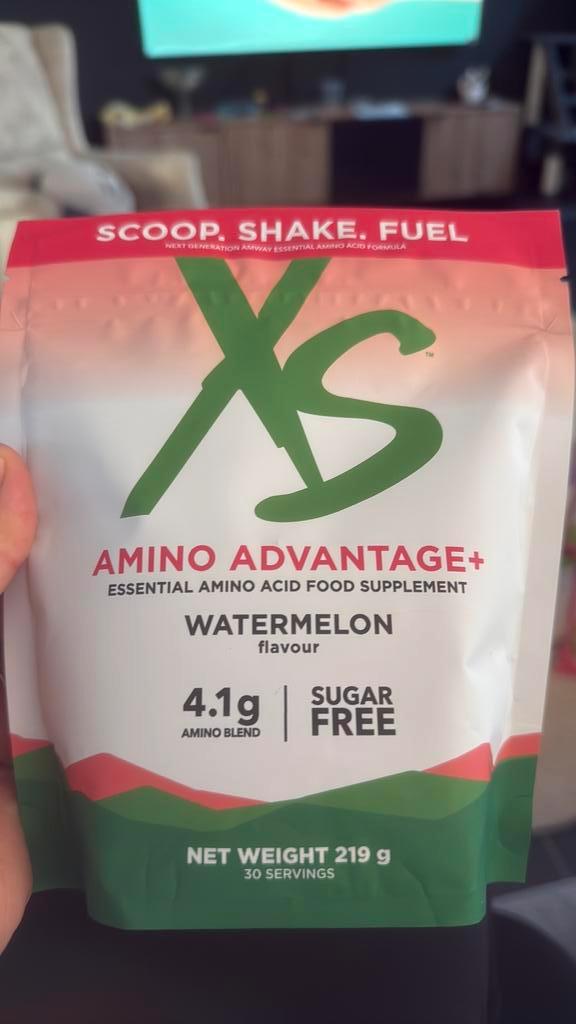 SCOOP. SHAKE. FUEL
NEXT GENERATION AMWAY ESSENTIAL AMINO ACID FORMULA
XS
™
AMINO ADVANTAGE+
ESSENTIAL AMINO ACID FOOD SUPPLEMENT
WATERMELON
flavour
4.1g
AMINO BLEND
SUGAR
FREE
NET WEIGHT 219 g
30 SERVINGS